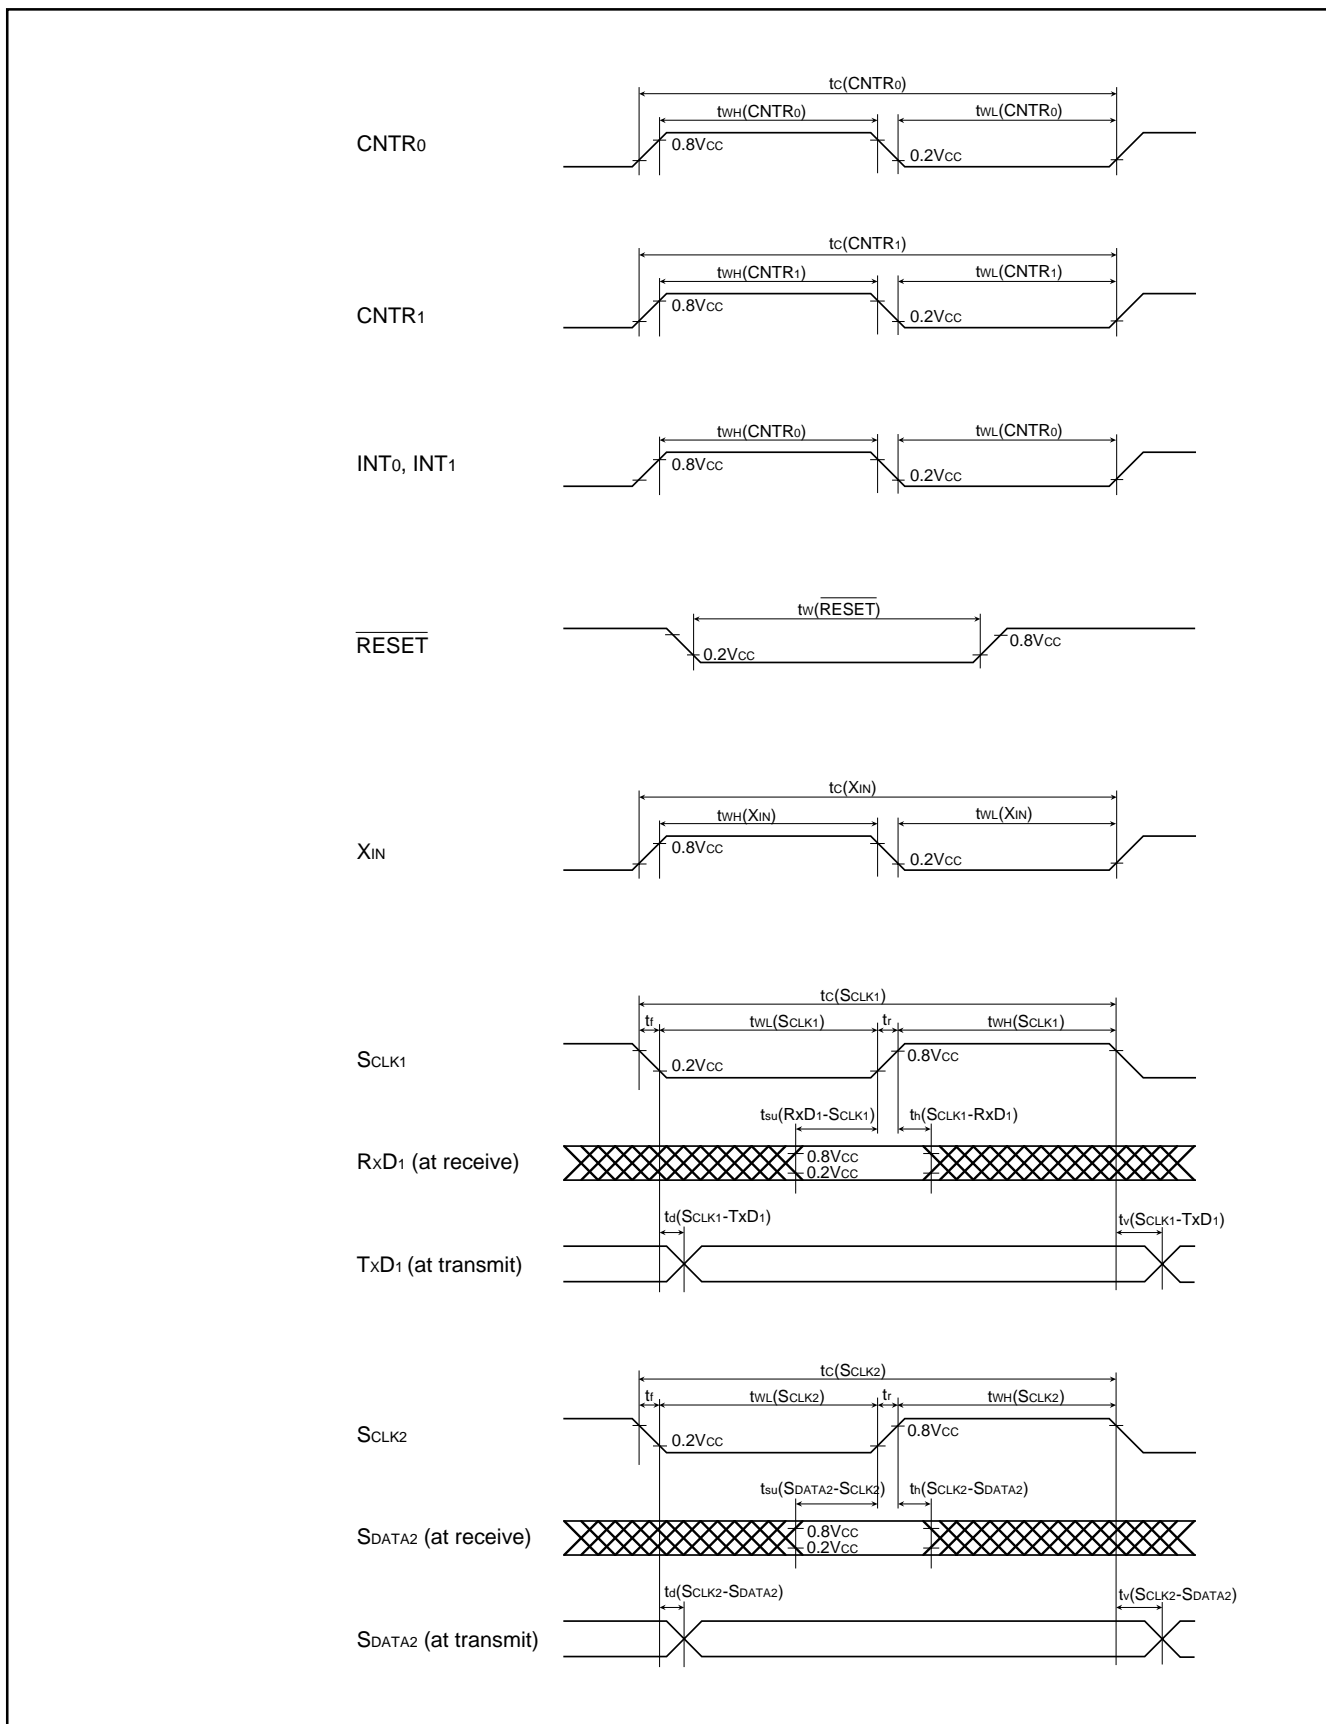 tC(CNTR0)
tWH(CNTR0) tWL(CNTR0)
CNTR0
0.8VCC 0.2VCC
tC(CNTR1)
tWH(CNTR1) tWL(CNTR1)
CNTR1
0.8VCC 0.2VCC
tWH(CNTR0) tWL(CNTR0)
INT0, INT1
0.8VCC 0.2VCC
tW(RESET)
RESET
0.2VCC 0.8VCC
tC(XIN)
tWH(XIN) tWL(XIN)
XIN
0.8VCC 0.2VCC
tC(SCLK1)
tf tWL(SCLK1) tr tWH(SCLK1)
SCLK1
0.2VCC 0.8VCC
tsu(RxD1-SCLK1) th(SCLK1-RxD1)
RXD1 (at receive)
0.8VCC
0.2VCC
td(SCLK1-TxD1) tv(SCLK1-TxD1)
TXD1 (at transmit)
tC(SCLK2)
tf tWL(SCLK2) tr tWH(SCLK2)
SCLK2
0.2VCC 0.8VCC
tsu(SDATA2-SCLK2) th(SCLK2-SDATA2)
SDATA2 (at receive)
0.8VCC
0.2VCC
td(SCLK2-SDATA2) tv(SCLK2-SDATA2)
SDATA2 (at transmit)